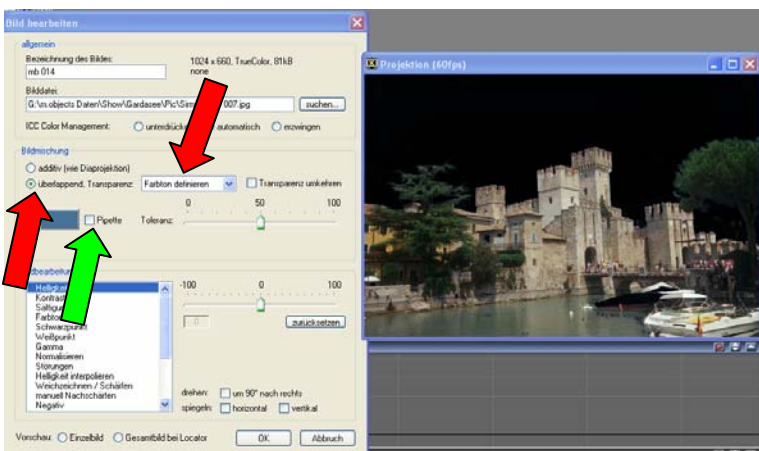 Bild bearbeiten
Projektion (60fps)
allgemein
Bezeichnung des Bildes:
1024 x 660, TrueColor, 81kB
mb 014
none
Bilddatei:
G:\m.objects Daten\Show\Gardasee\Pic\ 007.jpg
suchen...
ICC Color Management:
automatisch
erzwingen
Bildmischung
additiv (wie Diaprojektion)
überlappend, Transparenz:
Farbton definieren
Transparenz umkehren
0 50 100
Pipette
Toleranz:
Helligkeit
-100 0 100
Kontrast
Sättigung
Farbton
0
zurücksetzen
Schwarzpunkt
Weißpunkt
Gamma
Normalisieren
Störungen
Helligkeit interpolieren
Weichzeichnen / Schärfen
manuell Nachschärfen
Negativ
drehen:
um 90° nach rechts
spiegeln:
horizontal
vertikal
Vorschau:
Einzelbild
Gesamtbild bei Locator
OK
Abbruch